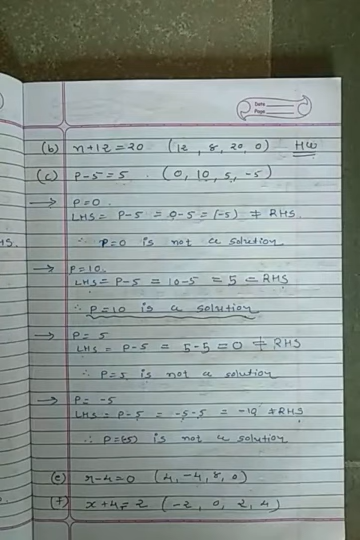 Date
Page
(b) n+12=20 (12, 8, 20, 0) HW
(c) P-5=5 . (0, 10, 5, -5)
→ P=0.
LHS= P-5 = 0-5 = (-5) ≠ RHS.
∴ P=0 is not a solution
HS.
→ P=10.
LHS= P-5 = 10-5 = 5 = RHS
∴ P=10 is a solution
→ P= 5
LHS = P-5 = 5-5=0 ≠ RHS
∴ P=5 is not a solution
→ P= -5
LHS = P-5 = -5-5 = -10 ≠ RHS
∴ P=(-5) is not a solution
(e) r-4=0 (4, -4, 8, 0)
(f) x+4=2 (-2, 0, 2, 4)